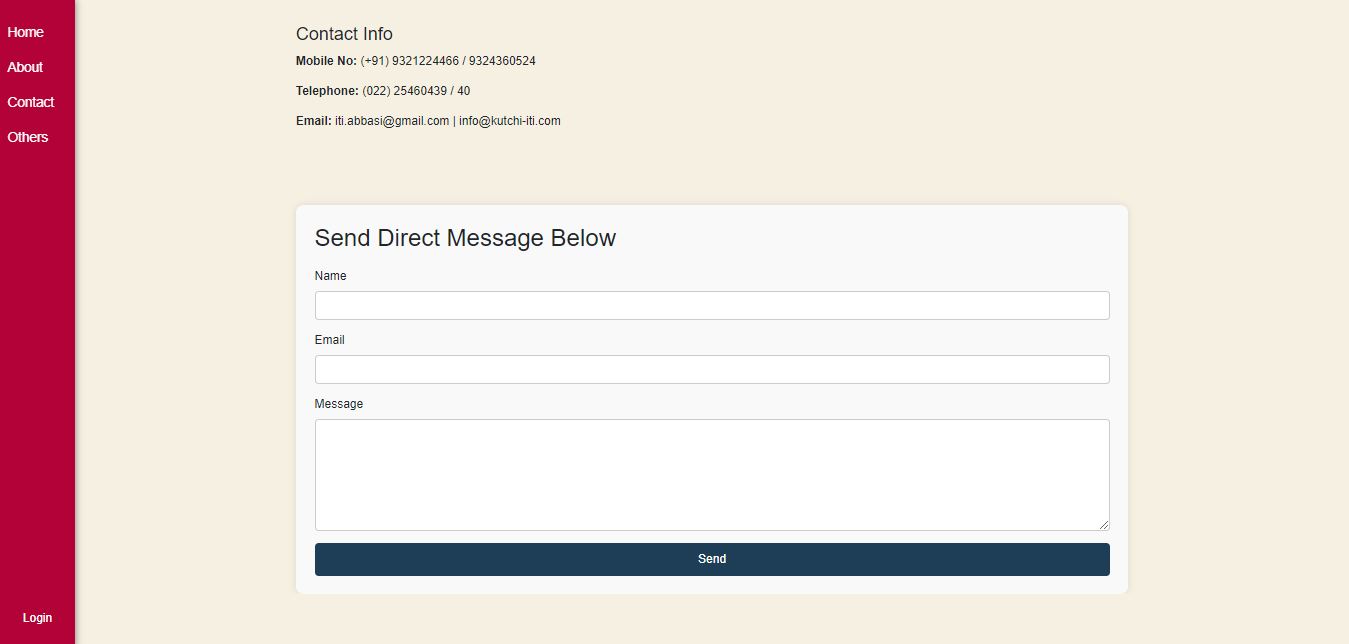 Home
About
Contact
Others
Login
Contact Info
Mobile No: (+91) 9321224466 / 9324360524
Telephone: (022) 25460439 / 40
Email: iti.abbasi@gmail.com | info@kutchi-iti.com
Send Direct Message Below
Name
Email
Message
Send